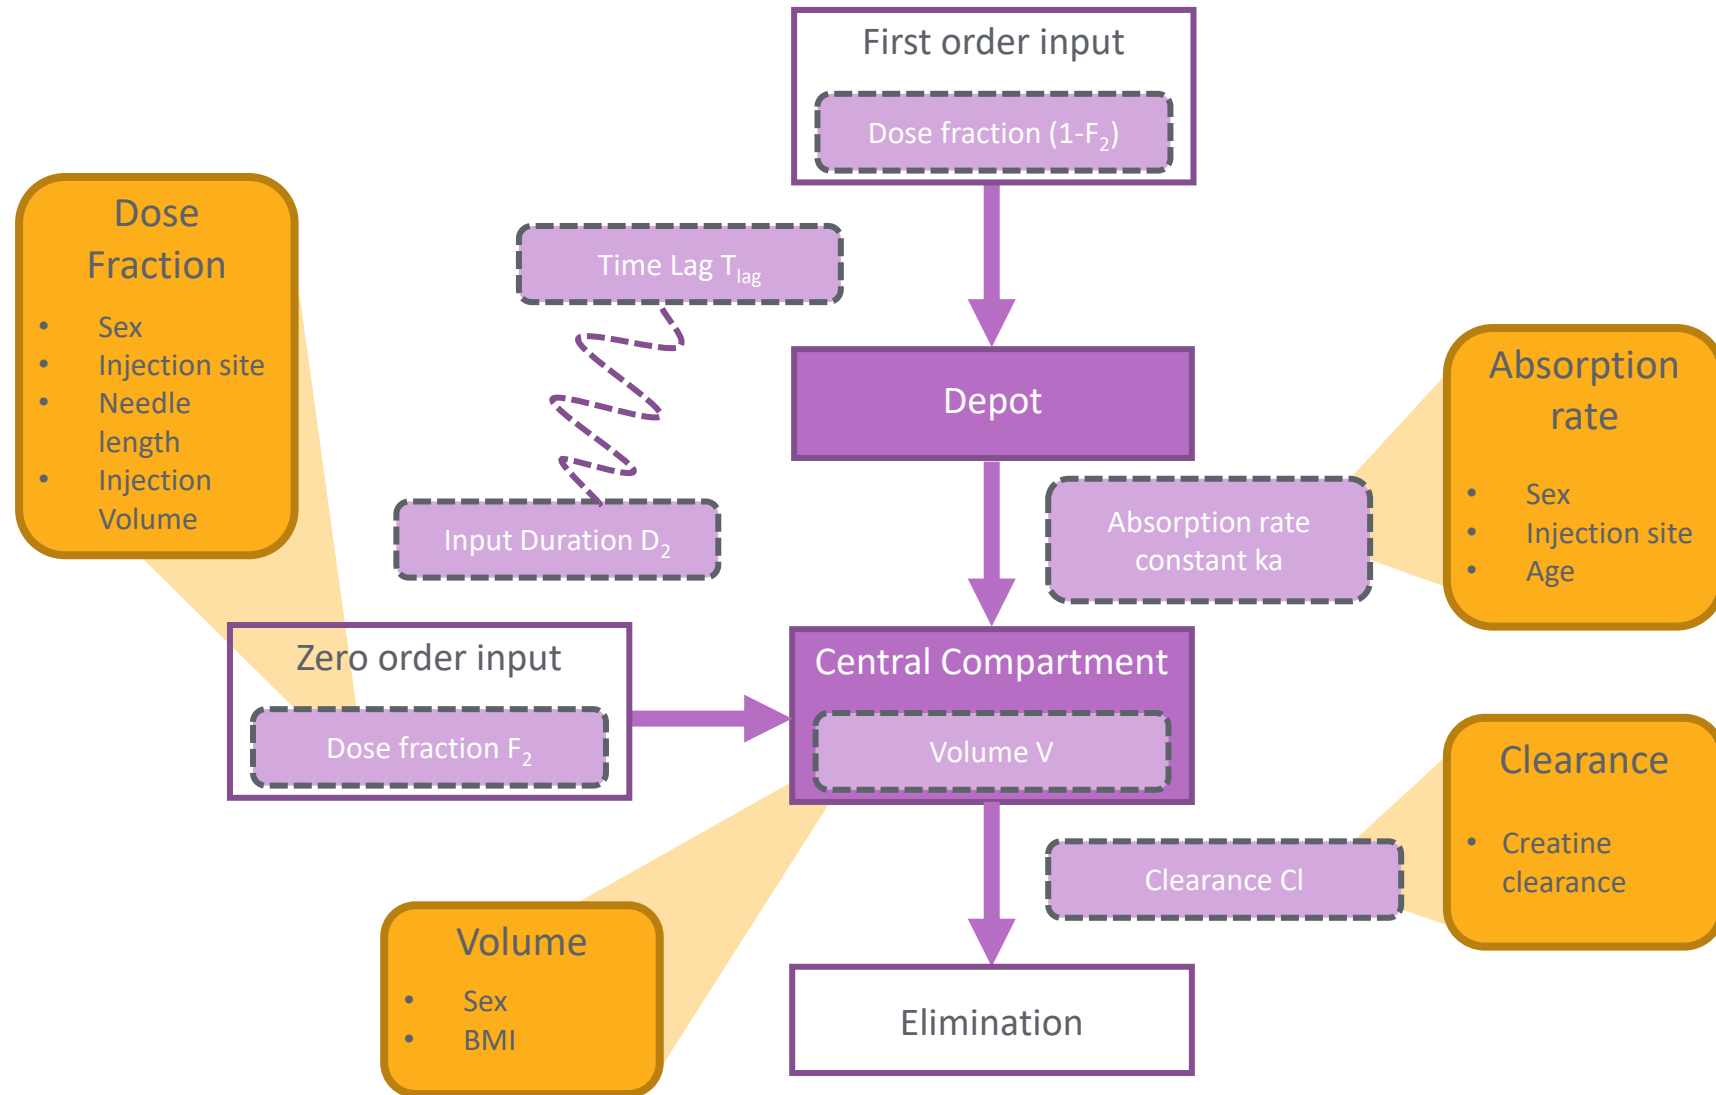 First order input
Dose fraction (1-F₂)
Dose
Fraction
• Sex
• Injection site
• Needle
length
• Injection
Volume
Time Lag Tlag
Input Duration D₂
Depot
Absorption rate
constant ka
Absorption
rate
• Sex
• Injection site
• Age
Zero order input
Dose fraction F₂
Central Compartment
Volume V
Clearance Cl
Clearance
• Creatine
clearance
Volume
• Sex
• BMI
Elimination